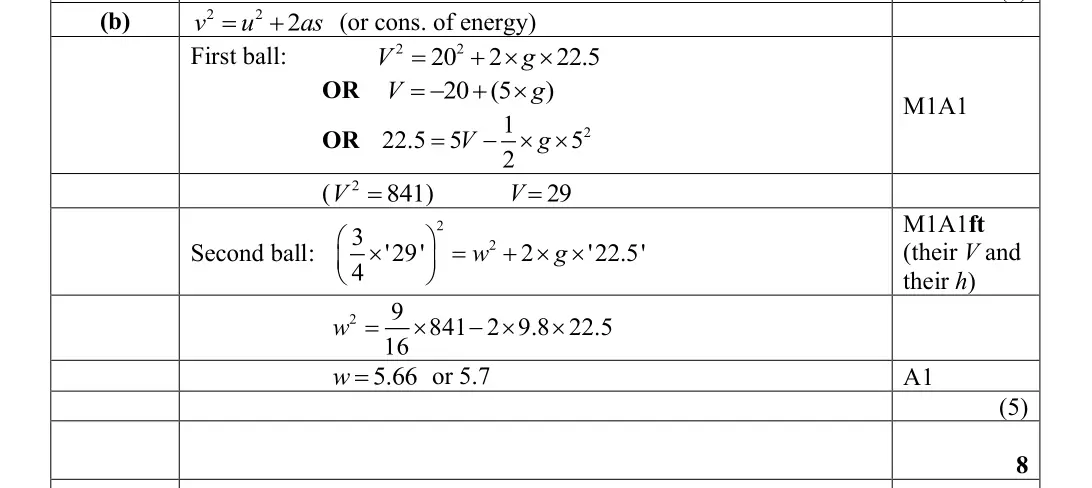 (b) v² = u² + 2as (or cons. of energy)
First ball: V² = 20² + 2 × g × 22.5
OR V = −20 + (5 × g)
M1A1
OR 22.5 = 5V − 1/2 × g × 5²
(V² = 841) V = 29
Second ball: (3/4 × '29')² = w² + 2 × g × '22.5'
M1A1ft
(their V and
their h)
w² = 9/16 × 841 − 2 × 9.8 × 22.5
w = 5.66 or 5.7 A1
(5)
8